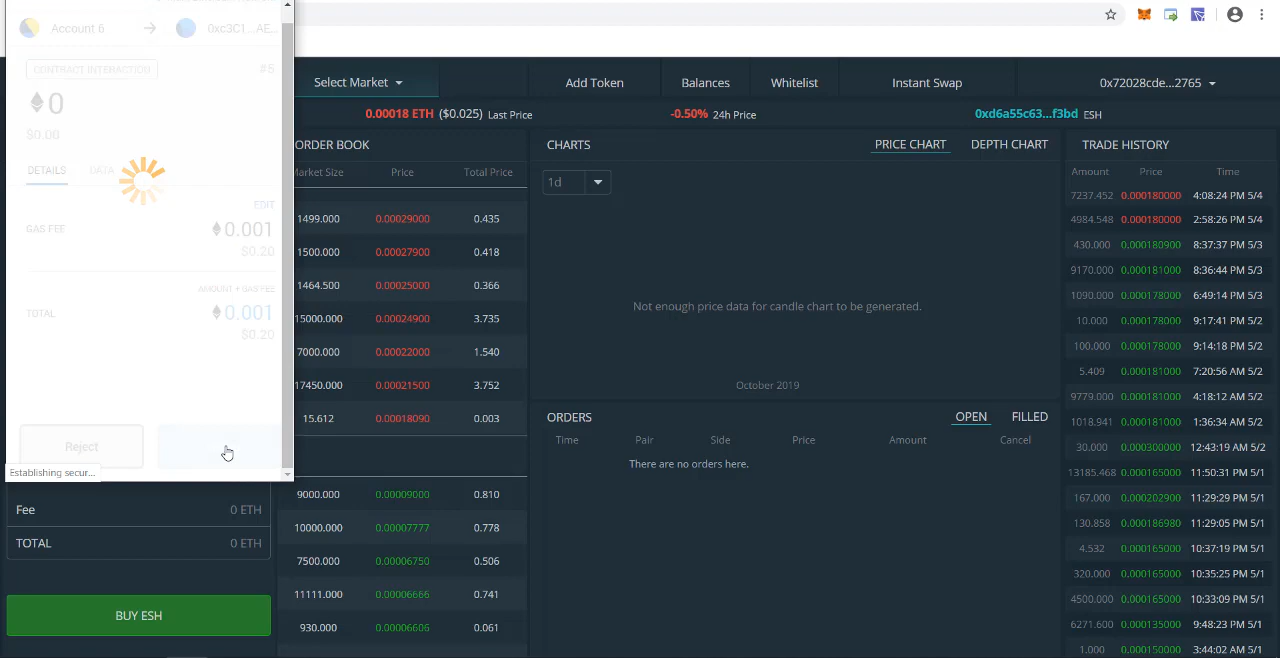 Account 6
0xc3C1...AE...
CONTRACT INTERACTION
#5
0
$0.00
DETAILS
DATA
EDIT
GAS FEE
0.001
$0.20
AMOUNT + GAS FEE
TOTAL
0.001
$0.20
Reject
Establishing secur...
Fee 0 ETH
TOTAL 0 ETH
BUY ESH
Select Market
Add Token
Balances
Whitelist
Instant Swap
0x72028cde...2765
0.00018 ETH ($0.025) Last Price
-0.50% 24h Price
0xd6a55c63...f3bd ESH
ORDER BOOK
Market Size Price Total Price
1499.000 0.00029000 0.435
1500.000 0.00027900 0.418
1464.500 0.00025000 0.366
15000.000 0.00024900 3.735
7000.000 0.00022000 1.540
17450.000 0.00021500 3.752
15.612 0.00018090 0.003
9000.000 0.00009000 0.810
10000.000 0.00007777 0.778
7500.000 0.00006750 0.506
11111.000 0.00006666 0.741
930.000 0.00006606 0.061
CHARTS
PRICE CHART
DEPTH CHART
1d
Not enough price data for candle chart to be generated.
October 2019
ORDERS
OPEN
FILLED
Time Pair Side Price Amount Cancel
There are no orders here.
TRADE HISTORY
Amount Price Time
7237.452 0.000180000 4:08:24 PM 5/4
4984.548 0.000180000 2:58:26 PM 5/4
430.000 0.000180900 8:37:37 PM 5/3
9170.000 0.000181000 8:36:44 PM 5/3
1090.000 0.000178000 6:49:14 PM 5/3
10.000 0.000178000 9:17:41 PM 5/2
100.000 0.000178000 9:14:18 PM 5/2
5.409 0.000181000 7:20:56 AM 5/2
9779.000 0.000181000 4:18:12 AM 5/2
1018.941 0.000181000 1:36:34 AM 5/2
30.000 0.000300000 12:43:19 AM 5/2
13185.468 0.000165000 11:50:31 PM 5/1
167.000 0.000202900 11:29:29 PM 5/1
130.858 0.000186980 11:29:05 PM 5/1
4.532 0.000165000 10:37:19 PM 5/1
320.000 0.000165000 10:35:25 PM 5/1
4500.000 0.000165000 10:33:09 PM 5/1
6271.600 0.000135000 9:48:23 PM 5/1
1.000 0.000150000 3:44:02 AM 5/1